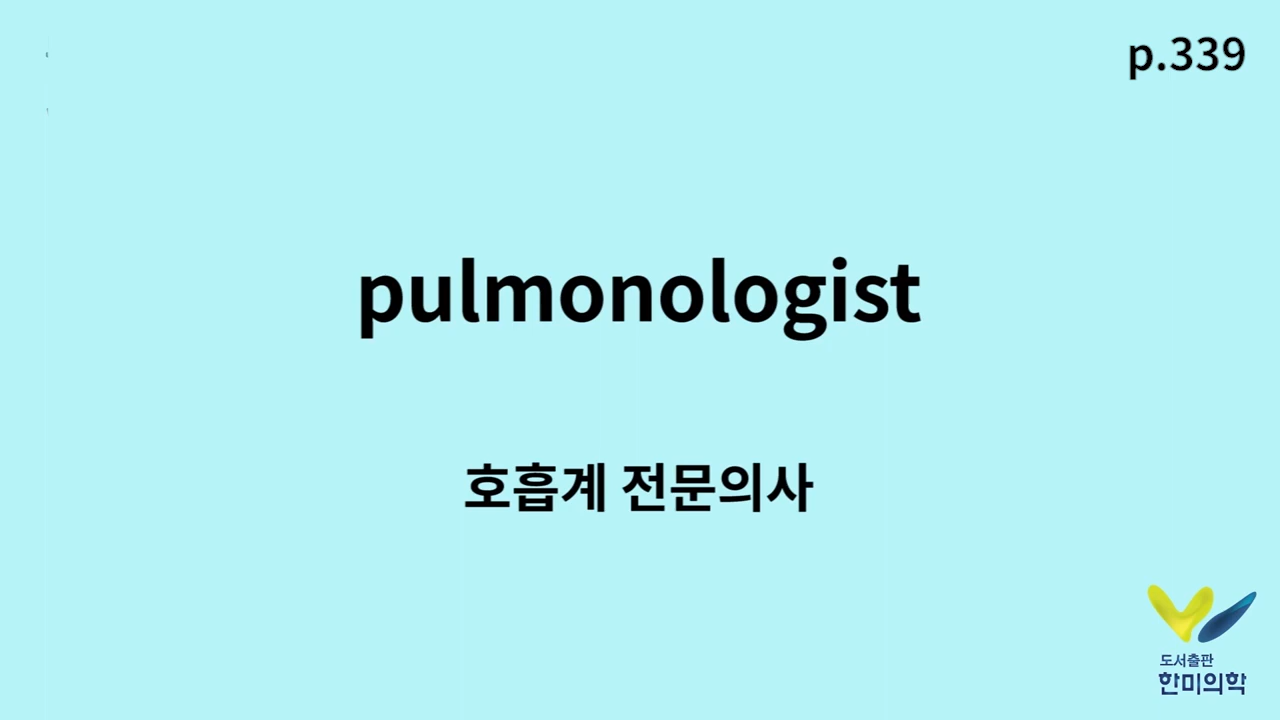 p.339
pulmonologist
호흡계 전문의사
도서출판
한미의학